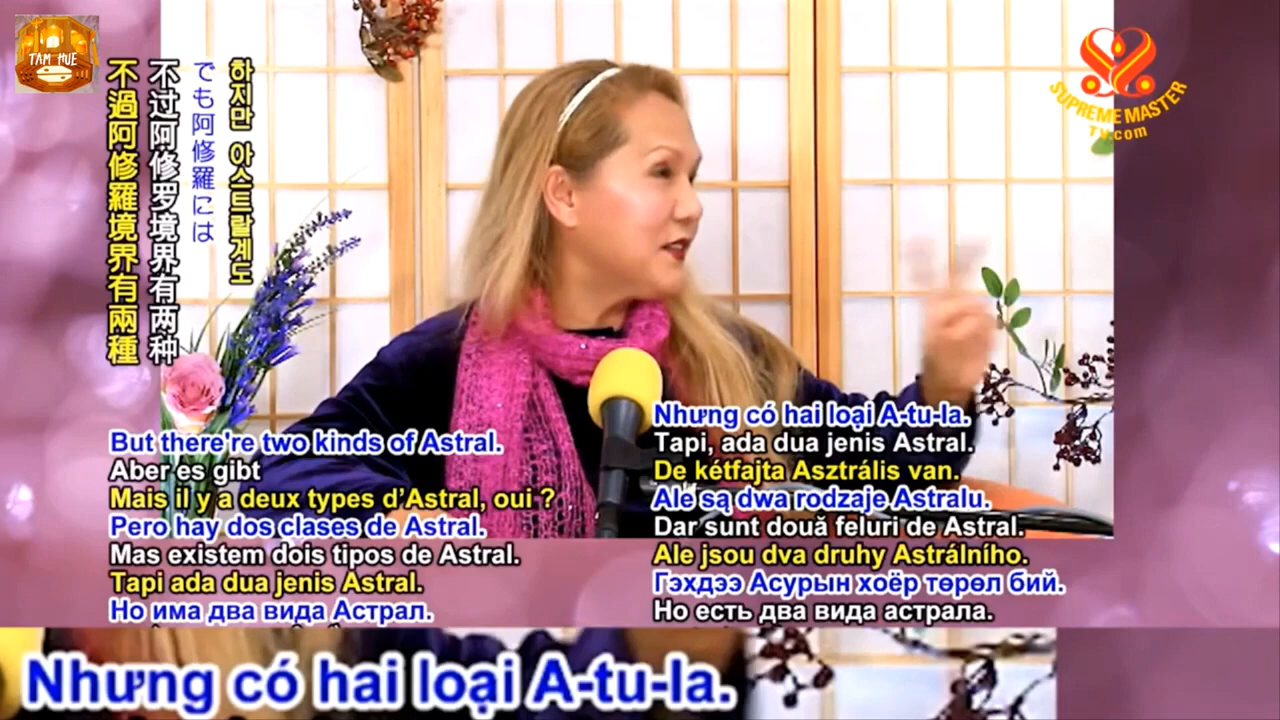 TAM HUE
SUPREME MASTER
TV.com
하지만 아스트랄계도
でも阿修羅には
不过阿修罗境界有两种
不過阿修羅境界有兩種
But there're two kinds of Astral.
Aber es gibt
Mais il y a deux types d’Astral, oui ?
Pero hay dos clases de Astral.
Mas existem dois tipos de Astral.
Tapi ada dua jenis Astral.
Но има два вида Астрал.
Nhưng có hai loại A-tu-la.
Tapi, ada dua jenis Astral.
De kétfajta Asztrális van.
Ale są dwa rodzaje Astralu.
Dar sunt două feluri de Astral.
Ale jsou dva druhy Astrálního.
Гэхдээ Асурын хоёр төрөл бий.
Но есть два вида астрала.
Nhưng có hai loại A-tu-la.